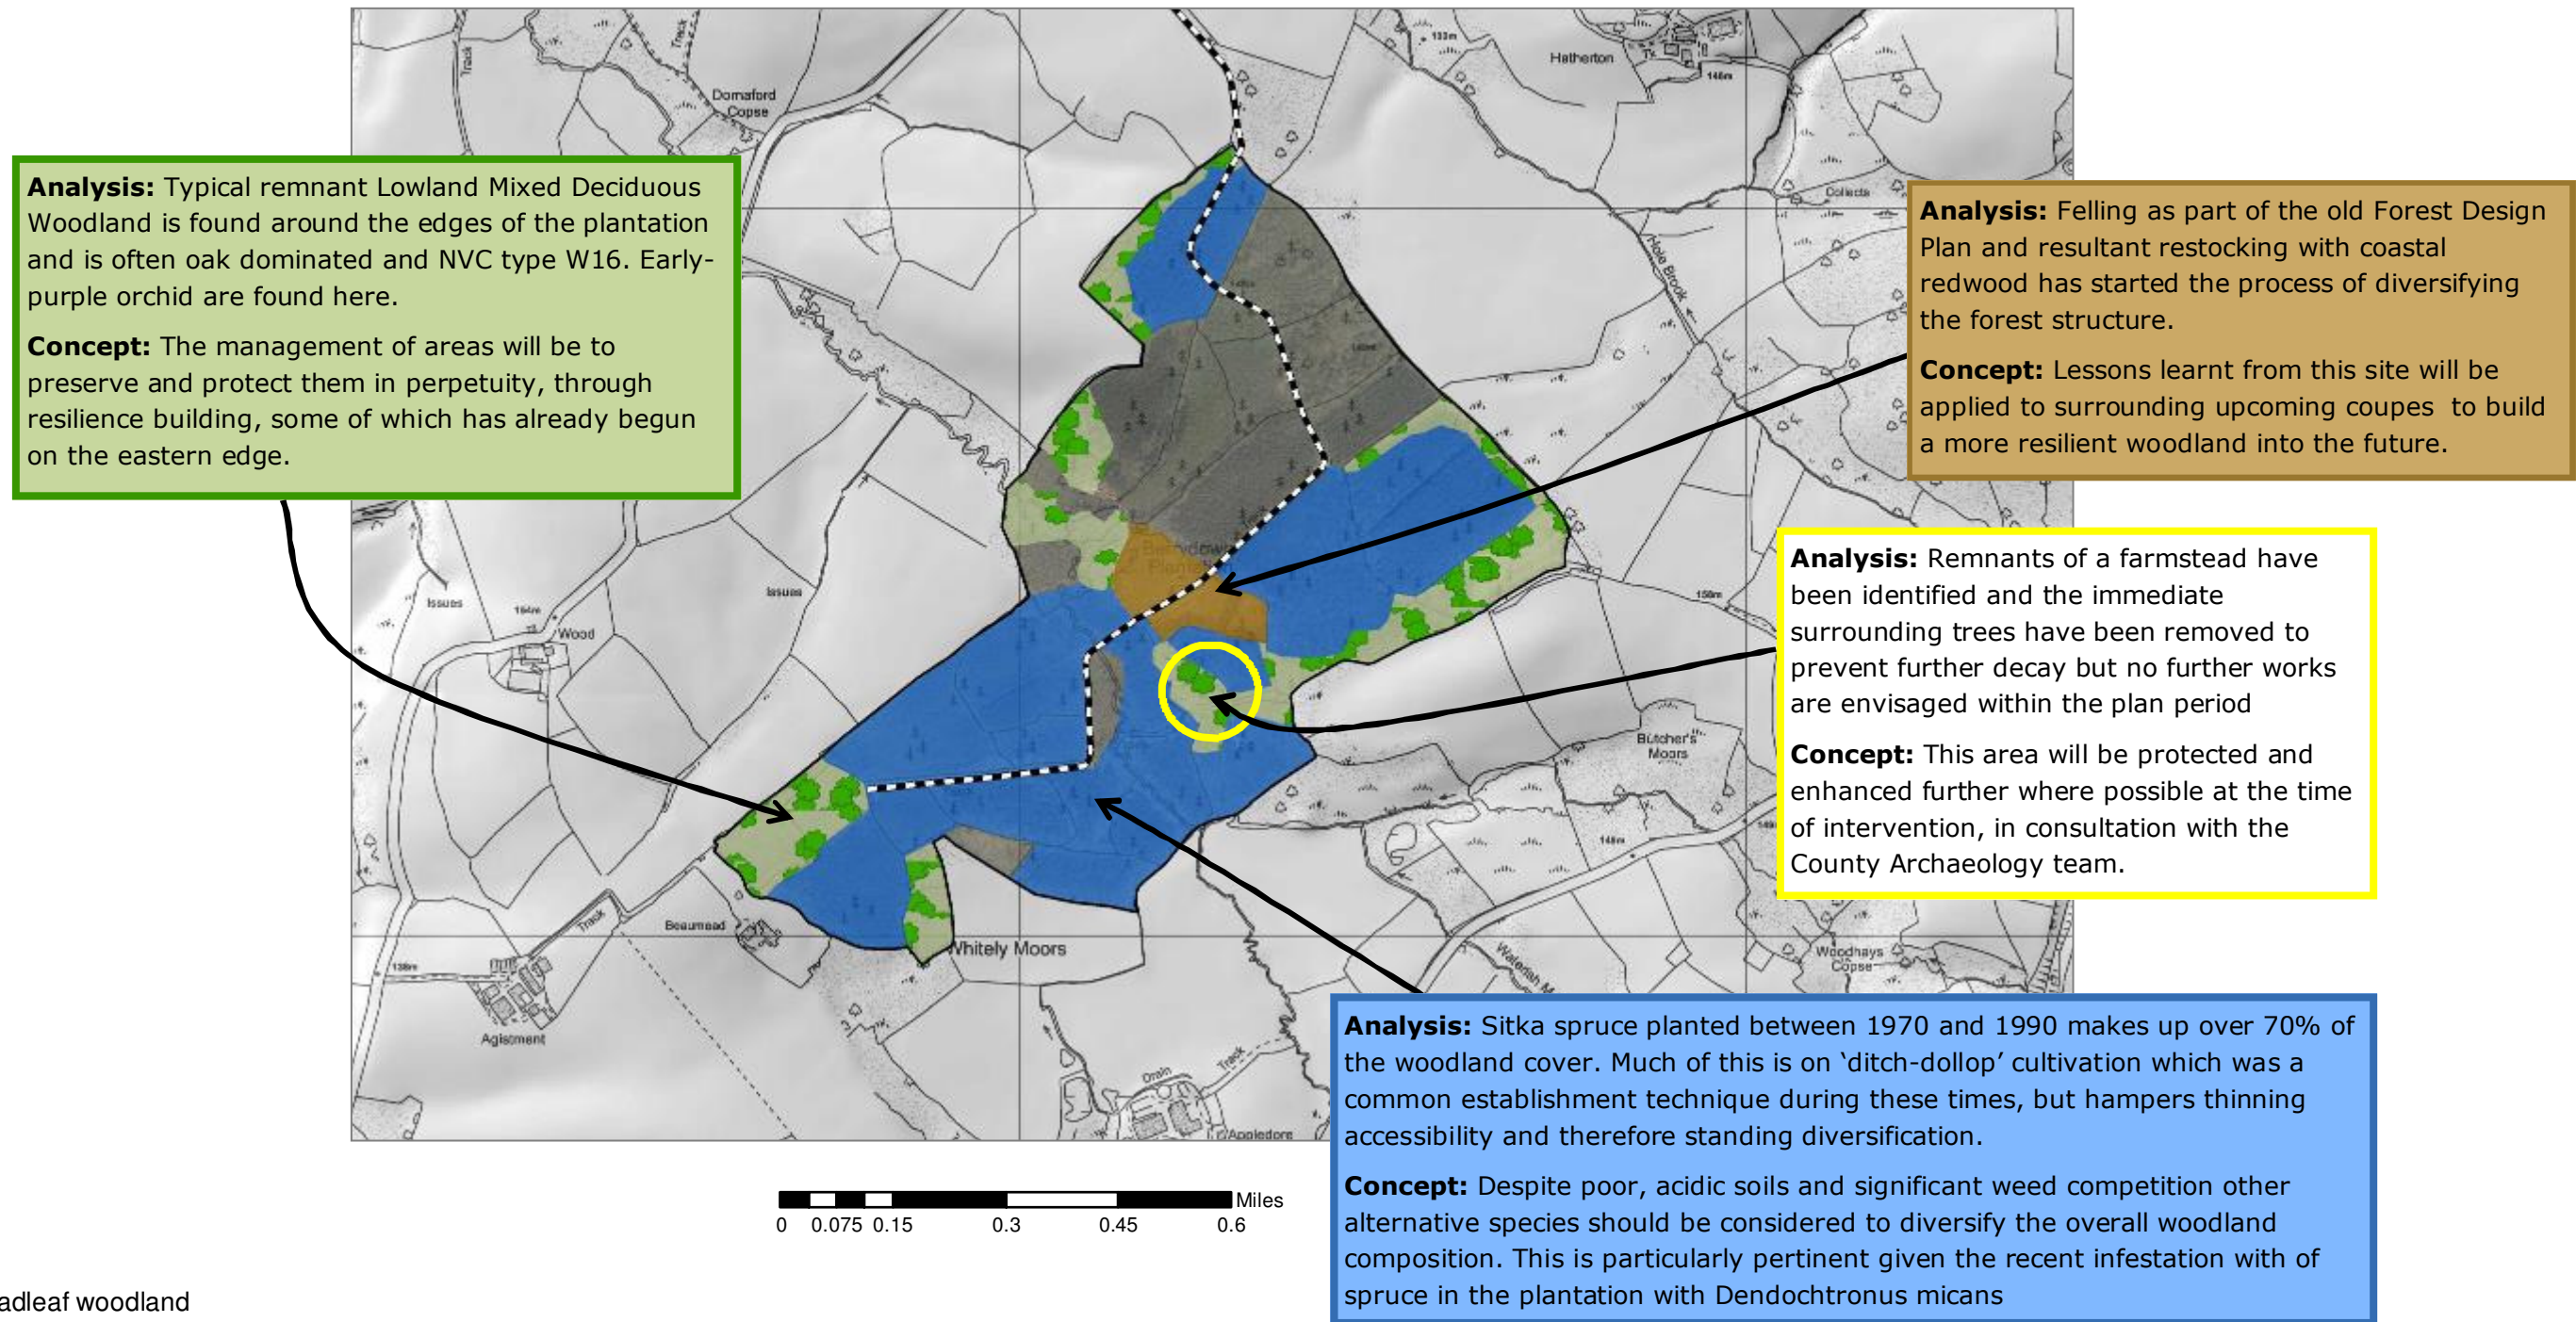 Track
Track
Dornaford
Copse
133m
Hatherton
Tk
146m
Collects
Hole Brook
Analysis: Typical remnant Lowland Mixed Deciduous
Woodland is found around the edges of the plantation
and is often oak dominated and NVC type W16. Early-
purple orchid are found here.
Concept: The management of areas will be to
preserve and protect them in perpetuity, through
resilience building, some of which has already begun
on the eastern edge.
Analysis: Felling as part of the old Forest Design
Plan and resultant restocking with coastal
redwood has started the process of diversifying
the forest structure.
Concept: Lessons learnt from this site will be
applied to surrounding upcoming coupes  to build
a more resilient woodland into the future.
Analysis: Remnants of a farmstead have
been identified and the immediate
surrounding trees have been removed to
prevent further decay but no further works
are envisaged within the plan period
Concept: This area will be protected and
enhanced further where possible at the time
of intervention, in consultation with the
County Archaeology team.
Berrydown
Plantation
Issues
Issues
164m
Wood
158m
Butcher's
Moors
148m
149m
Track
Beaumead
138m
Agistment
Whitely Moors
Woodhays
Copse
Drain
Track
Appledore
Analysis: Sitka spruce planted between 1970 and 1990 makes up over 70% of
the woodland cover. Much of this is on ‘ditch-dollop’ cultivation which was a
common establishment technique during these times, but hampers thinning
accessibility and therefore standing diversification.
Concept: Despite poor, acidic soils and significant weed competition other
alternative species should be considered to diversify the overall woodland
composition. This is particularly pertinent given the recent infestation with of
spruce in the plantation with Dendochtronus micans
Miles
0 0.075 0.15 0.3 0.45 0.6
adleaf woodland